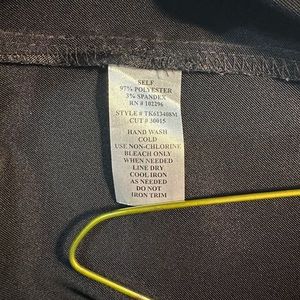 SELF
97% POLYESTER
3% SPANDEX
RN # 102296
STYLE # TK613408M
CUT # 30015
HAND WASH
COLD
USE NON-CHLORINE
BLEACH ONLY
WHEN NEEDED
LINE DRY
COOL IRON
AS NEEDED
DO NOT
IRON TRIM